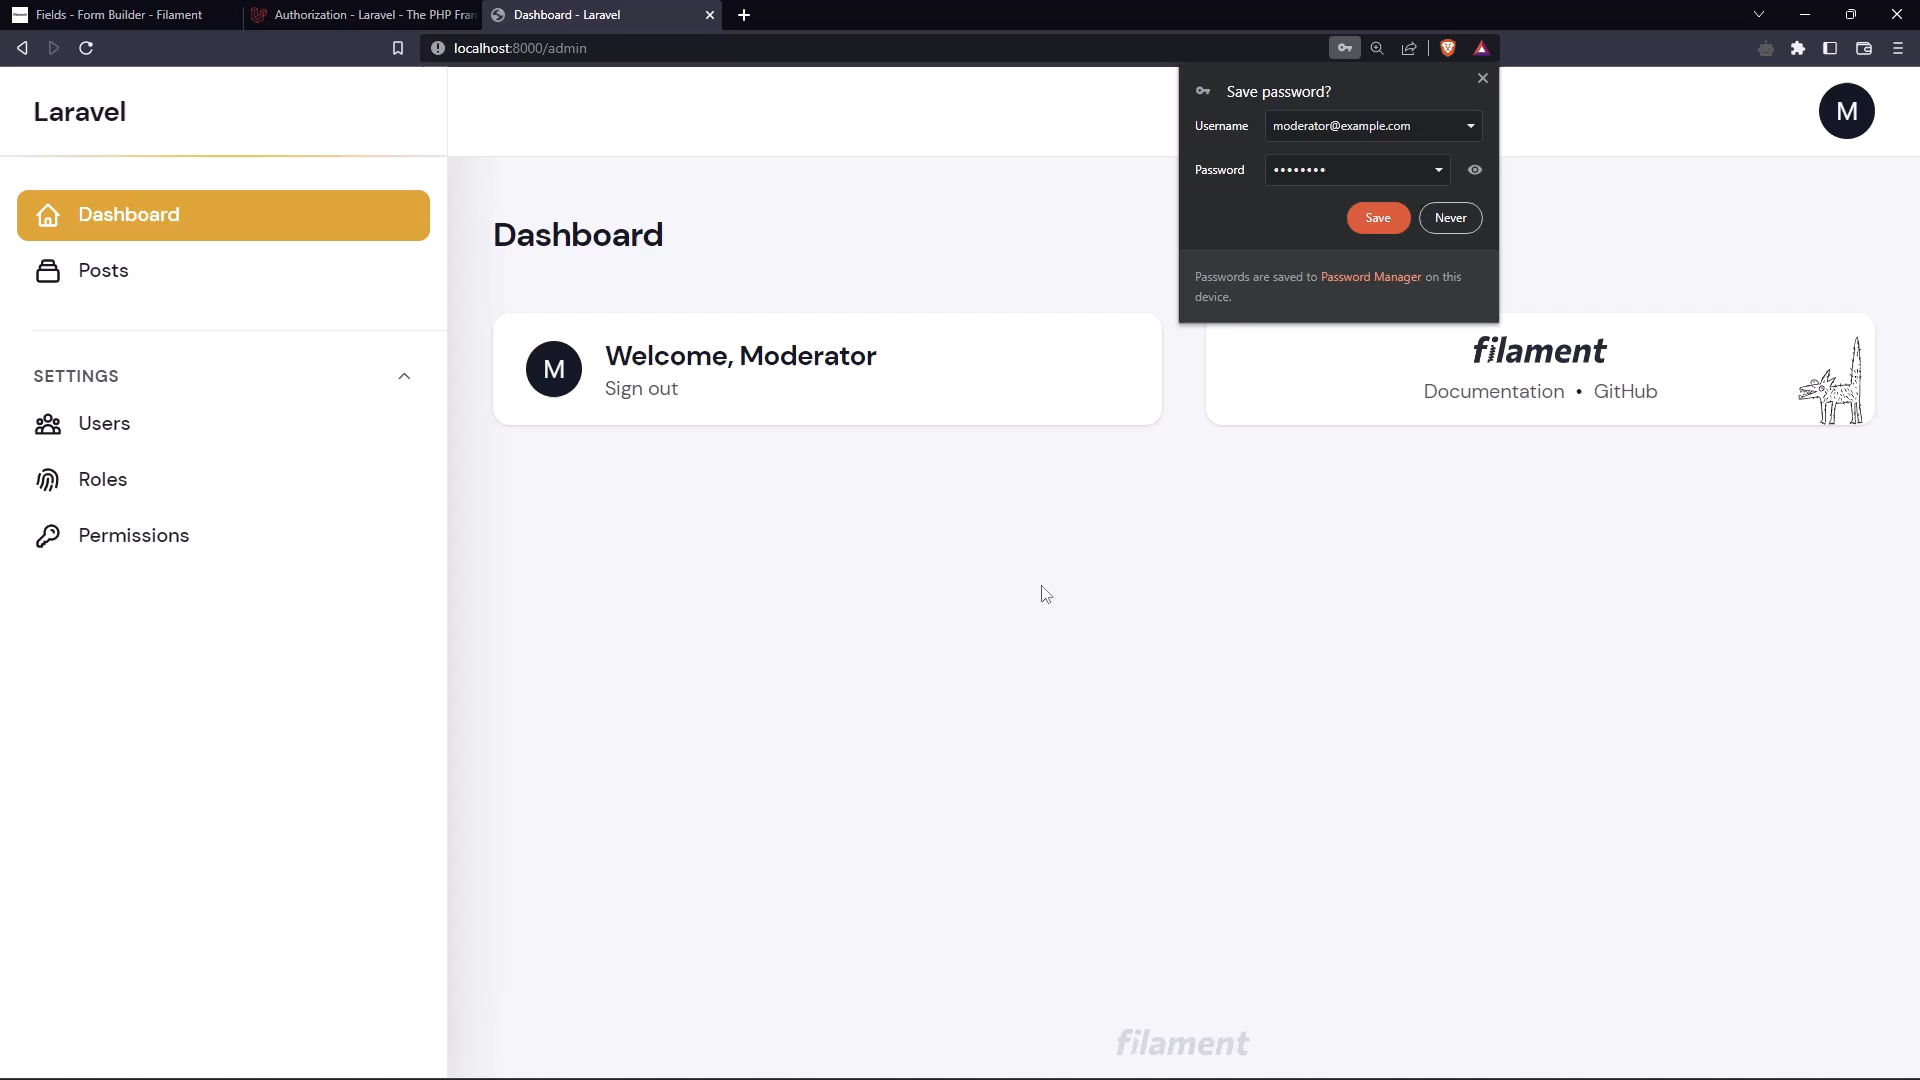 Fields - Form Builder - Filament
Authorization - Laravel - The PHP Fran
Dashboard - Laravel
localhost:8000/admin
Laravel
M
Save password?
Username
moderator@example.com
Password
••••••••
Save
Never
Passwords are saved to Password Manager on this
device.
Dashboard
Posts
SETTINGS
Users
Roles
Permissions
Dashboard
M
Welcome, Moderator
Sign out
filament
Documentation • GitHub
filament